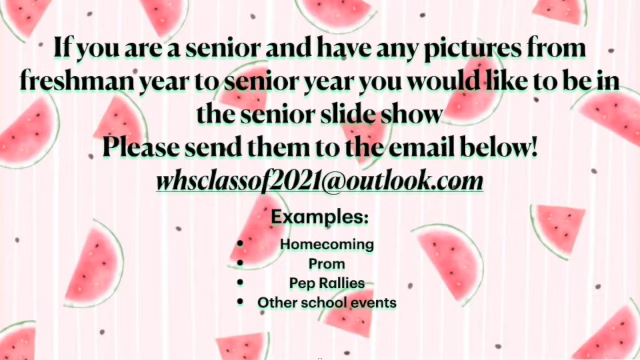 If you are a senior and have any pictures from
freshman year to senior year you would like to be in
the senior slide show
Please send them to the email below!
whsclassof2021@outlook.com
Examples:
• Homecoming
• Prom
• Pep Rallies
• Other school events